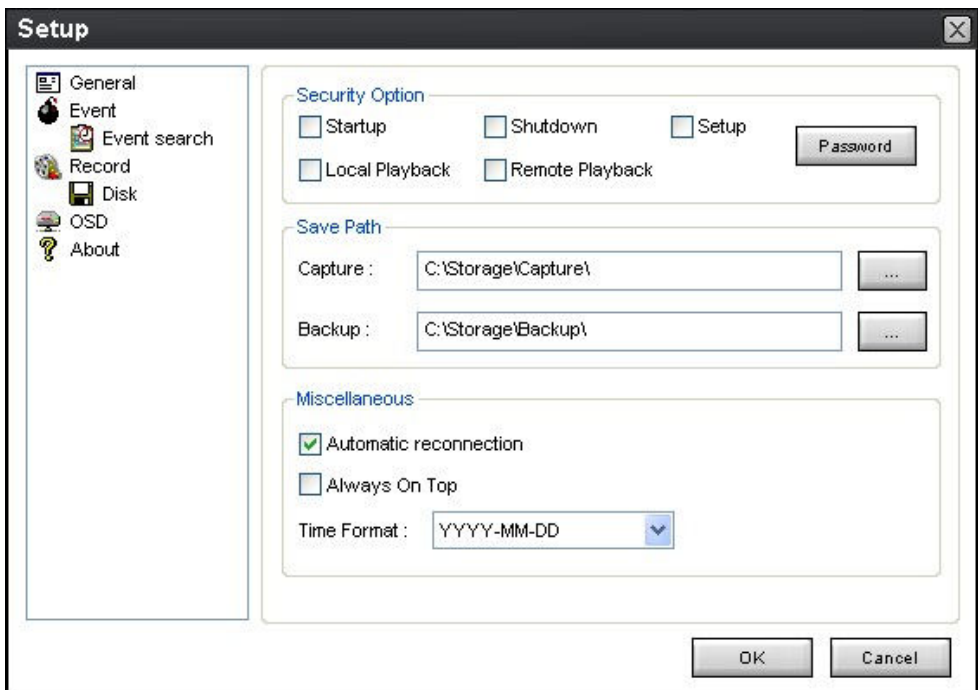 Setup
General
Event
Event search
Record
Disk
OSD
About
Security Option
Startup Shutdown Setup
Password
Local Playback Remote Playback
Save Path
Capture : C:\Storage\Capture\ ...
Backup : C:\Storage\Backup\ ...
Miscellaneous
Automatic reconnection
Always On Top
Time Format : YYYY-MM-DD
OK Cancel